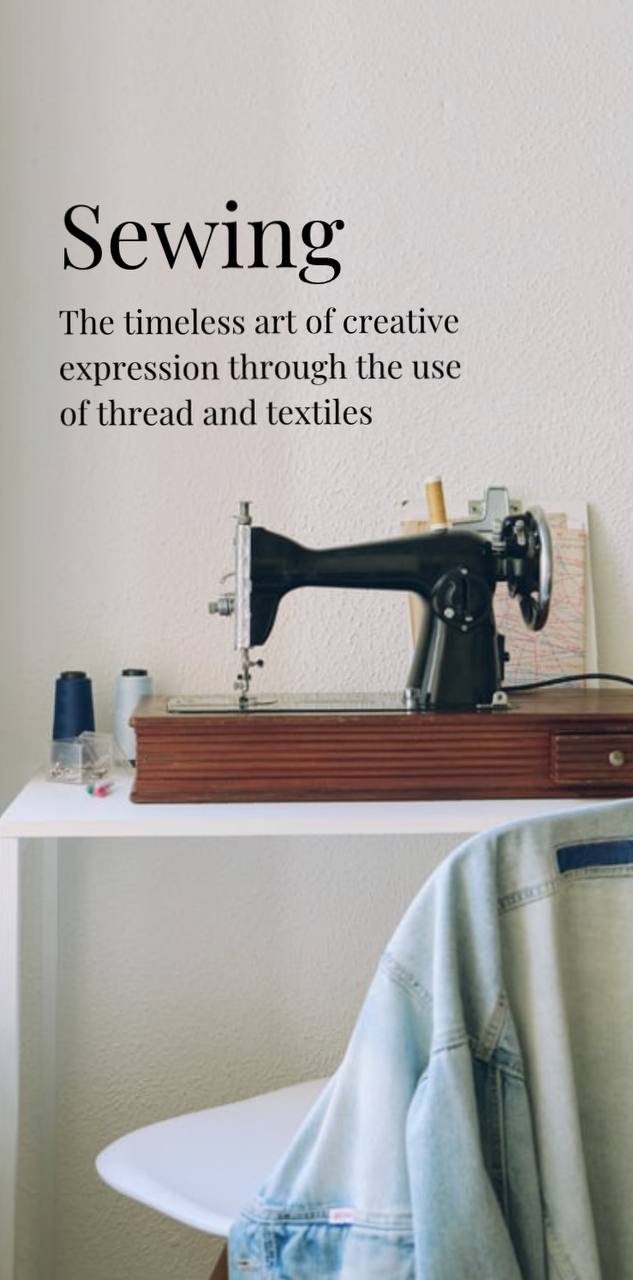 Sewing
The timeless art of creative
expression through the use
of thread and textiles